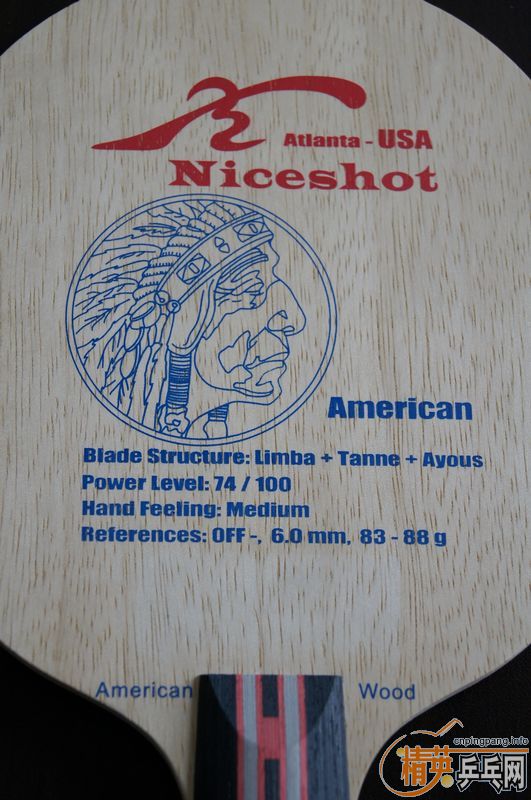 Atlanta - USA
Niceshot
American
Blade Structure: Limba + Tanne + Ayous
Power Level: 74 / 100
Hand Feeling: Medium
References: OFF -, 6.0 mm, 83 - 88 g
American Wood
cnpingpang.info
精英乒乓网